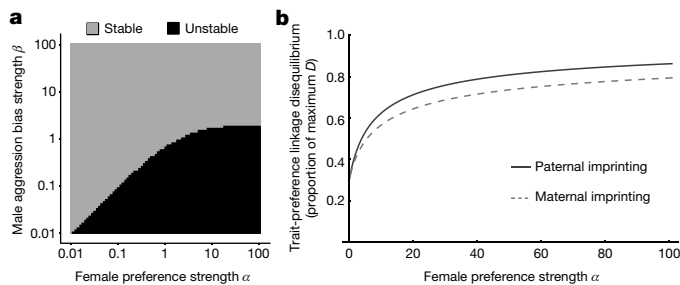 a
Stable Unstable
Male aggression bias strength β
100
10
1
0.1
0.01
0.01 0.1 1 10 100
Female preference strength α
b
Trait-preference linkage disequilibrium
(proportion of maximum D)
1.0
0.8
0.6
0.4
0.2
Paternal imprinting
Maternal imprinting
0 20 40 60 80 100
Female preference strength α